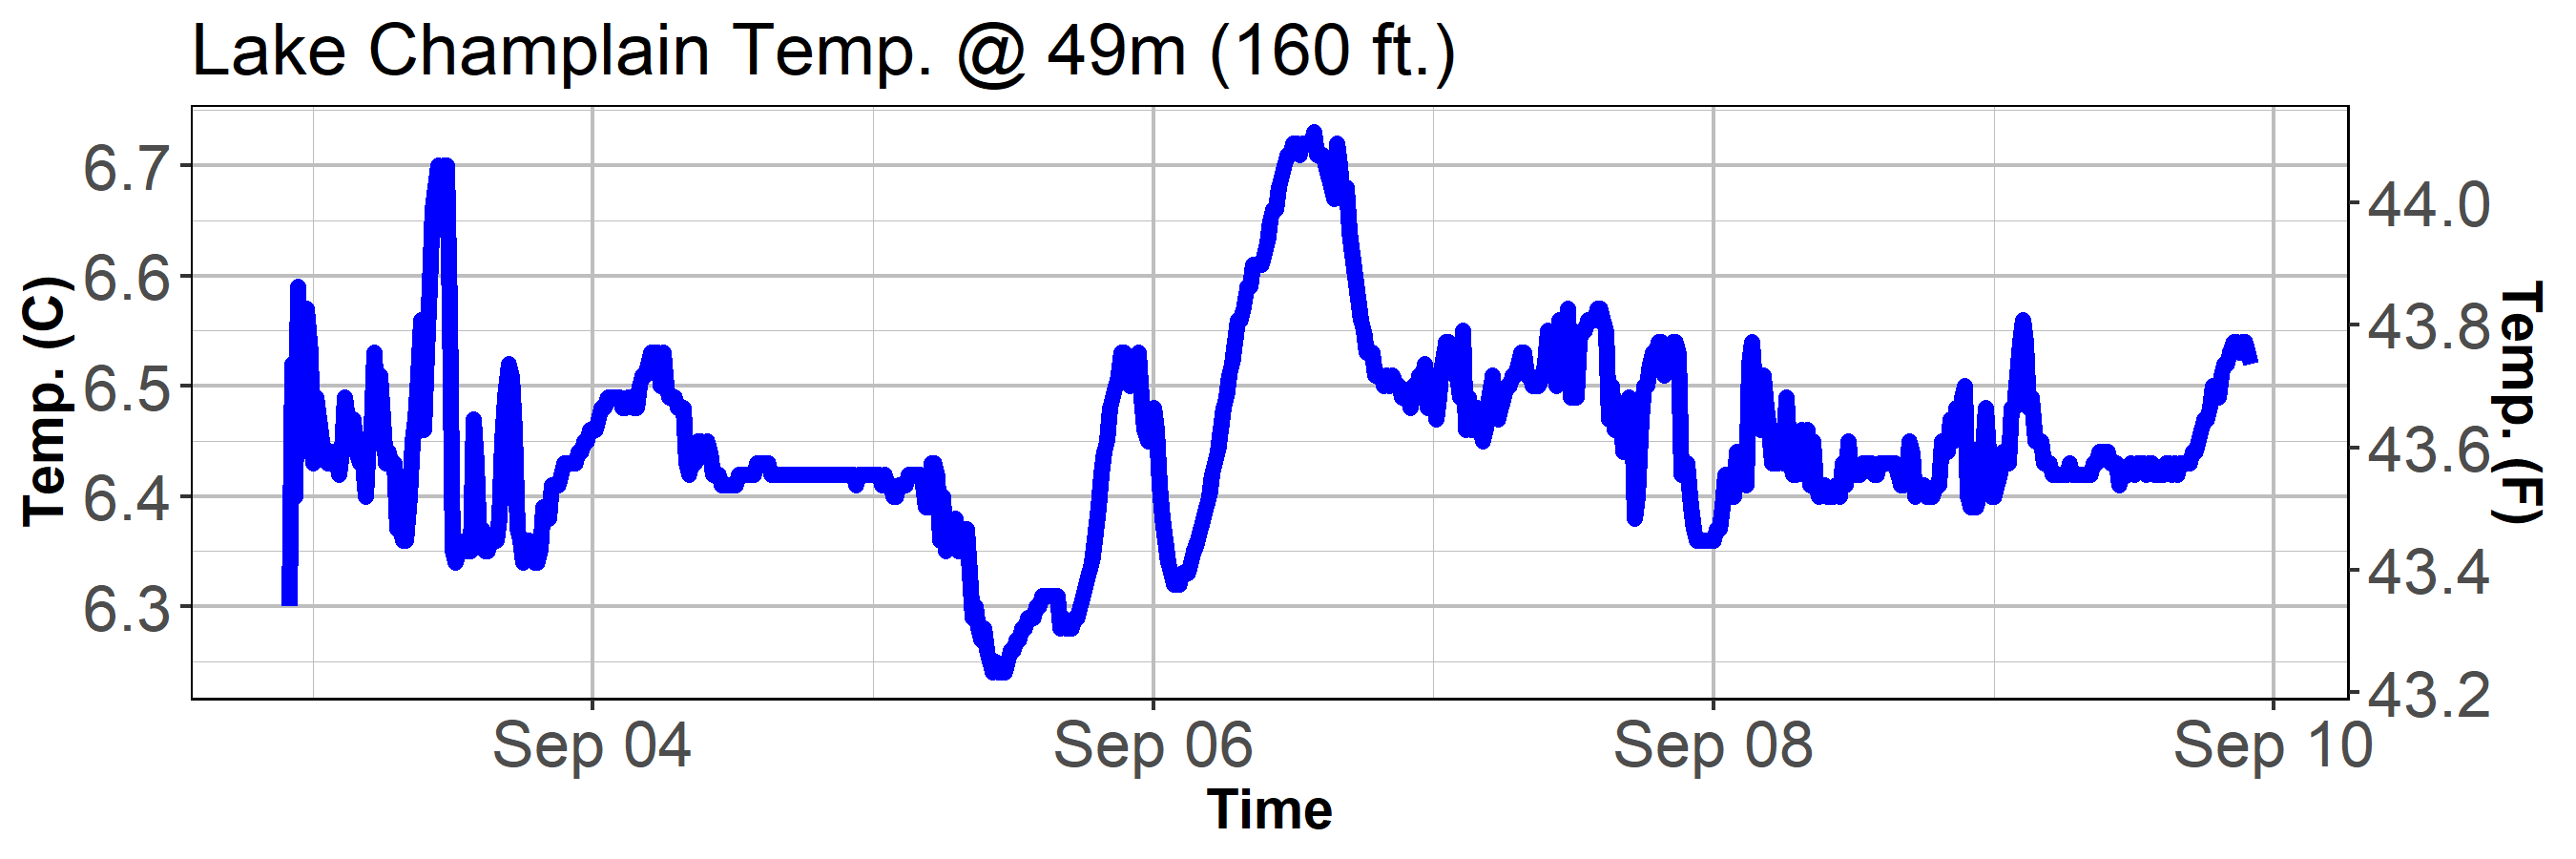 Lake Champlain Temp. @ 49m (160 ft.)
Temp. (C)
6.7
6.6
6.5
6.4
6.3
44.0
43.8
43.6
43.4
43.2
Temp. (F)
Sep 04 Sep 06 Sep 08 Sep 10
Time